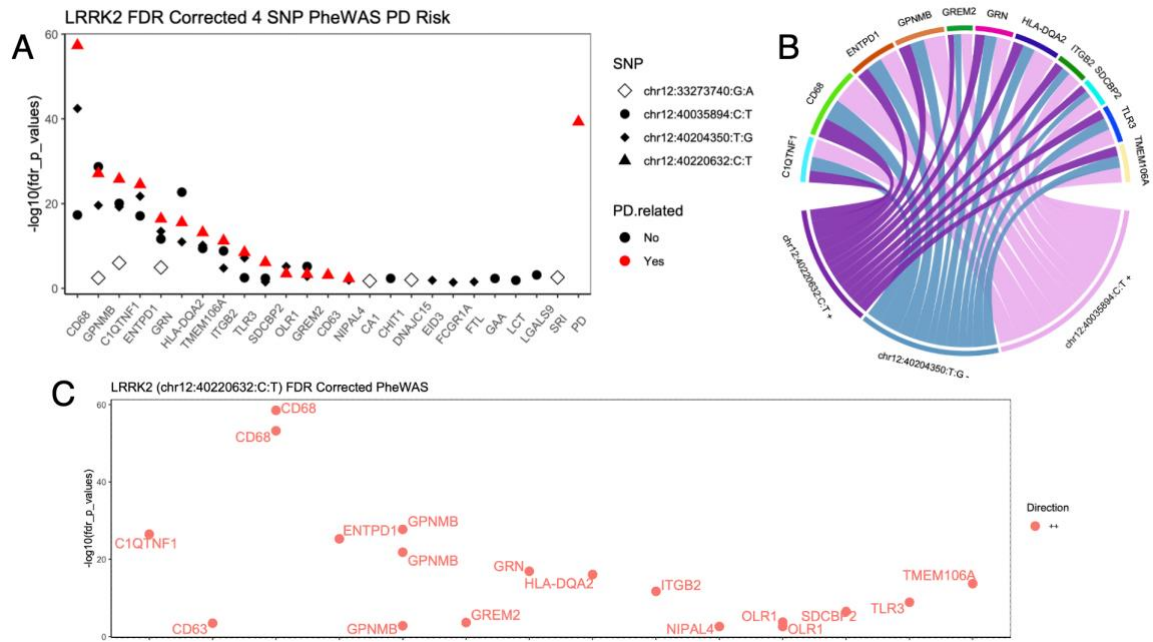 A
LRRK2 FDR Corrected 4 SNP PheWAS PD Risk
-log10(fdr_p_values)
60
40
20
0
CD68
GPNMB
C1QTNF1
ENTPD1
GRN
HLA-DQA2
TMEM106A
ITGB2
TLR3
SDCBP2
OLR1
GREM2
CD63
NIPAL4
CA1
CHIT1
DNAJC15
EID3
FCGR1A
FTL
GAA
LCT
LGALS9
SRI
PD
SNP
chr12:33273740:G:A
chr12:40035894:C:T
chr12:40204350:T:G
chr12:40220632:C:T
PD.related
No
Yes
B
C1QTNF1
CD68
ENTPD1
GPNMB
GREM2
GRN
HLA-DQA2
ITGB2
SDCBP2
TLR3
TMEM106A
chr12:40220632:C:T +
chr12:40204350:T:G -
chr12:40035894:C:T +
C
LRRK2 (chr12:40220632:C:T) FDR Corrected PheWAS
-log10(fdr_p_values)
60
40
20
0
CD68
CD68
C1QTNF1
ENTPD1
GPNMB
GPNMB
GRN
HLA-DQA2
ITGB2
TMEM106A
CD63
GPNMB
GREM2
NIPAL4
OLR1
OLR1
SDCBP2
TLR3
Direction
++